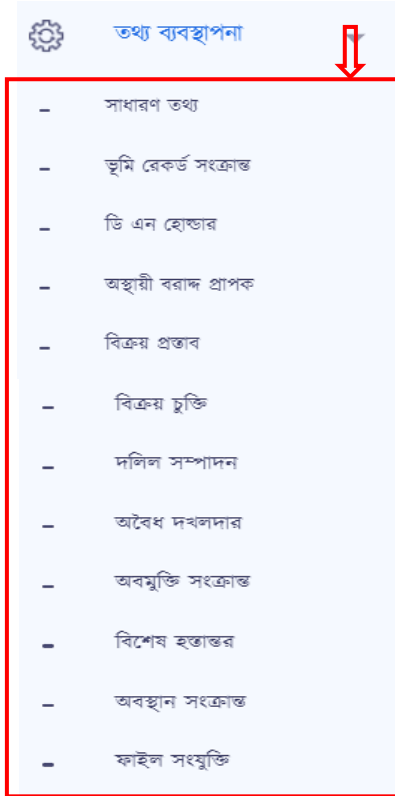 তথ্য ব্যবস্থাপনা
সাধারণ তথ্য
ভূমি রেকর্ড সংক্রান্ত
ডি এন হোল্ডার
অস্থায়ী বরাদ্দ প্রাপক
বিক্রয় প্রস্তাব
বিক্রয় চুক্তি
দলিল সম্পাদন
অবৈধ দখলদার
অবমুক্তি সংক্রান্ত
বিশেষ হস্তান্তর
অবস্থান সংক্রান্ত
ফাইল সংযুক্তি